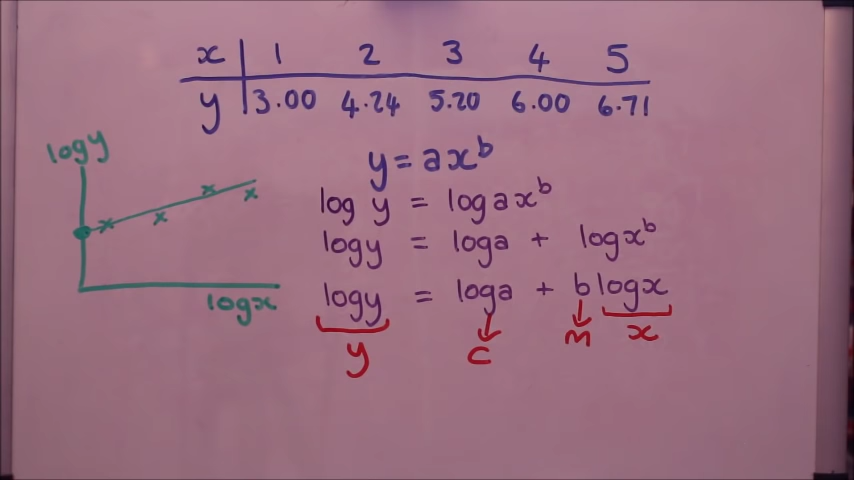 x 1 2 3 4 5
y 3.00 4.24 5.20 6.00 6.71
y = ax^b
log y = log ax^b
log y = log a + log x^b
log y = log a + b log x
y c m x
log y
log x